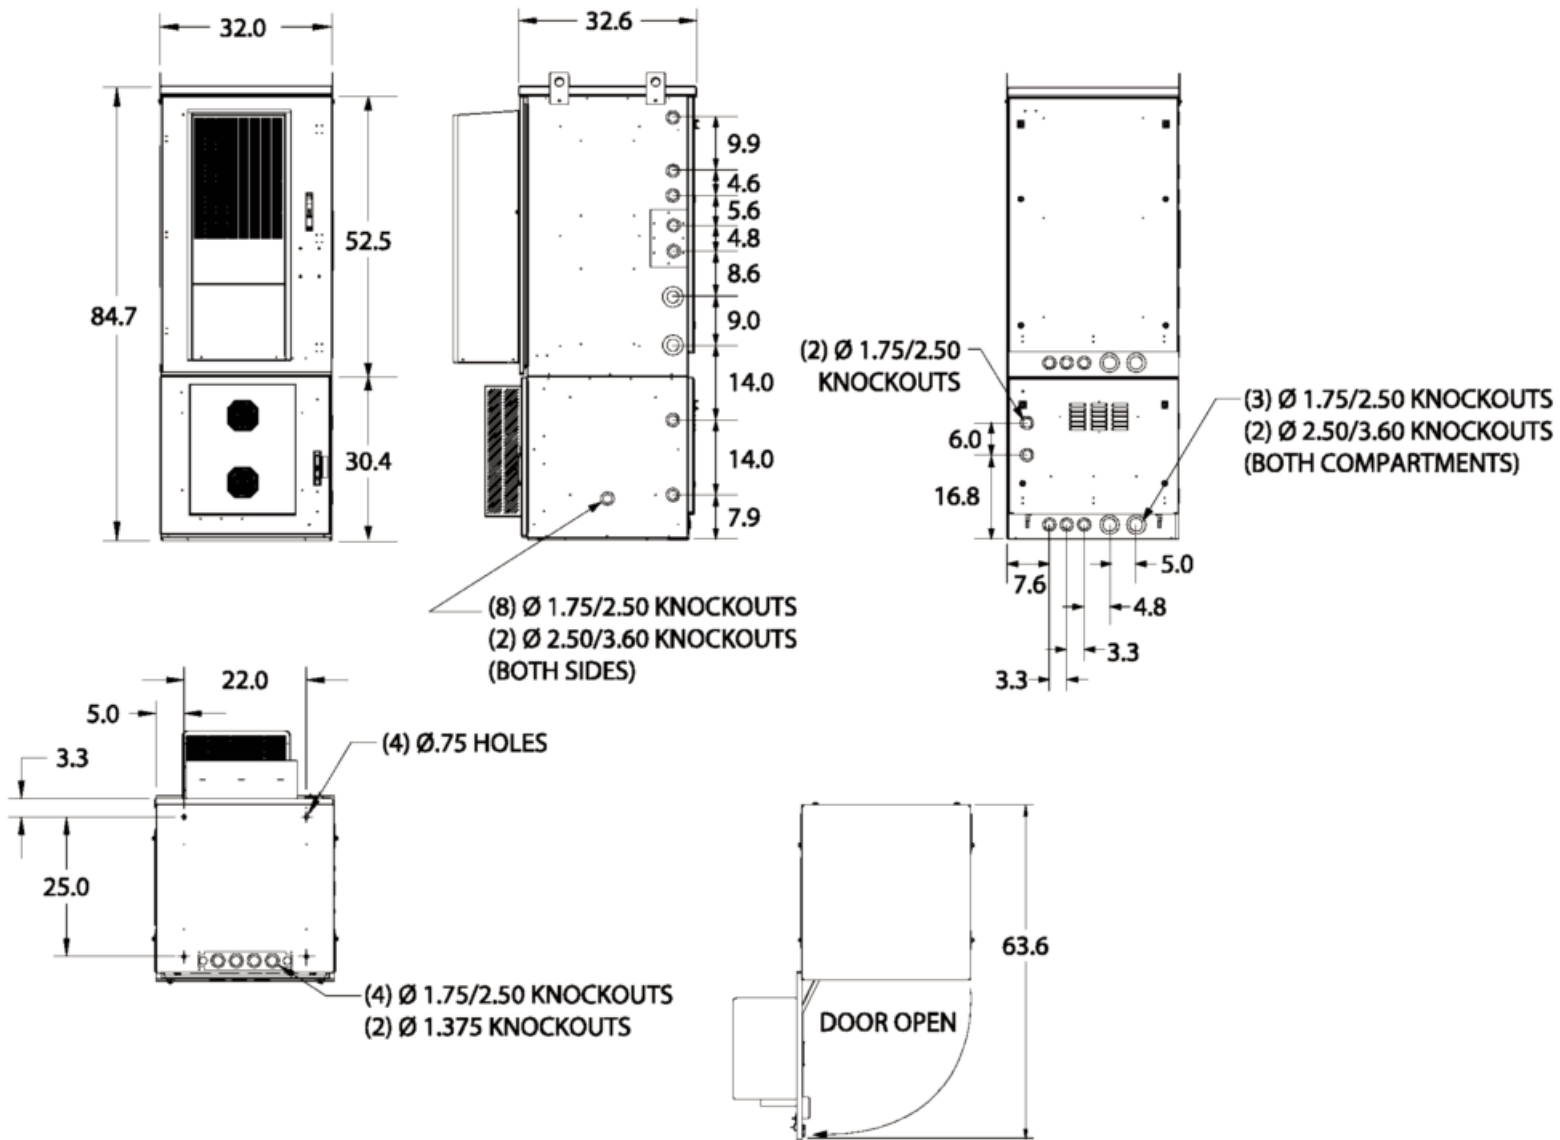 32.0
32.6
84.7
52.5
30.4
9.9
4.6
5.6
4.8
8.6
9.0
14.0
14.0
7.9
(8) Ø 1.75/2.50 KNOCKOUTS
(2) Ø 2.50/3.60 KNOCKOUTS
(BOTH SIDES)
(2) Ø 1.75/2.50
KNOCKOUTS
6.0
16.8
(3) Ø 1.75/2.50 KNOCKOUTS
(2) Ø 2.50/3.60 KNOCKOUTS
(BOTH COMPARTMENTS)
7.6
5.0
4.8
3.3
3.3
22.0
5.0
3.3
(4) Ø.75 HOLES
25.0
(4) Ø 1.75/2.50 KNOCKOUTS
(2) Ø 1.375 KNOCKOUTS
63.6
DOOR OPEN